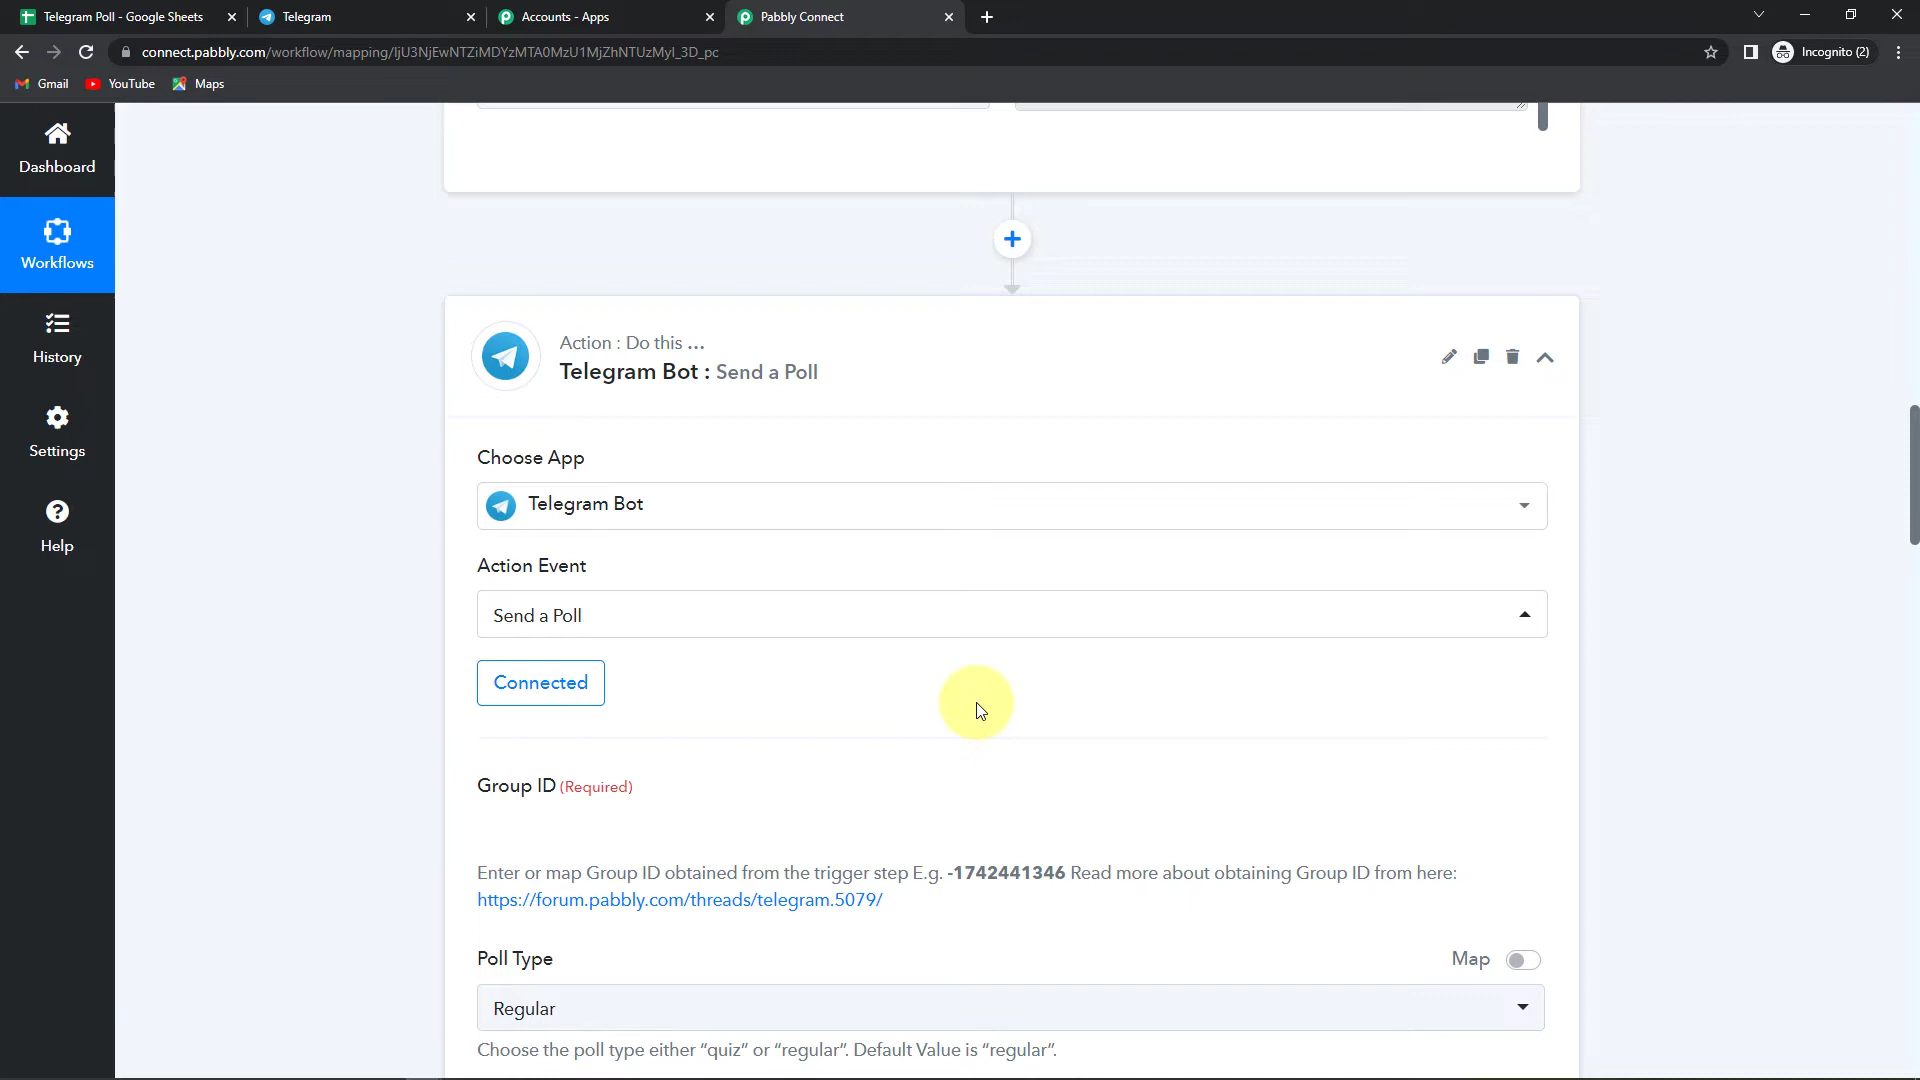 Telegram Poll - Google Sheets
Telegram
Accounts - Apps
Pabbly Connect
connect.pabbly.com/workflow/mapping/IjU3NjEwNTZiMDYzMTA0MzU1MjZhNTUzMyI_3D_pc
Incognito (2)
Gmail
YouTube
Maps
Dashboard
Workflows
History
Settings
Help
Action : Do this ...
Telegram Bot : Send a Poll
Choose App
Telegram Bot
Action Event
Send a Poll
Connected
Group ID (Required)
Enter or map Group ID obtained from the trigger step E.g. -1742441346 Read more about obtaining Group ID from here:
https://forum.pabbly.com/threads/telegram.5079/
Poll Type
Map
Regular
Choose the poll type either “quiz” or “regular”. Default Value is “regular”.